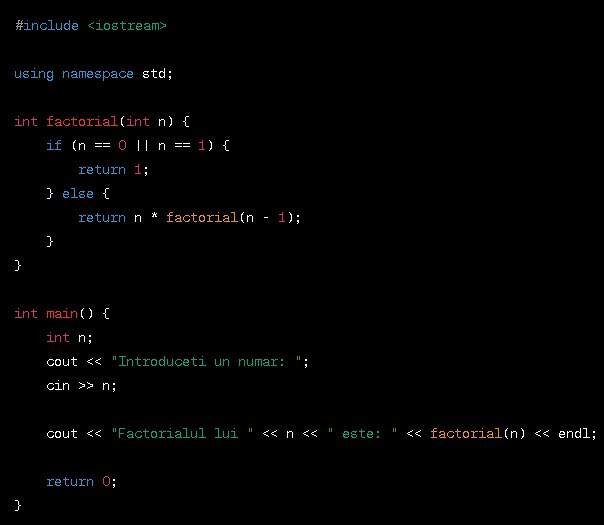 #include <iostream>
using namespace std;
int factorial(int n) {
    if (n == 0 || n == 1) {
        return 1;
    } else {
        return n * factorial(n - 1);
    }
}
int main() {
    int n;
    cout << "Introduceti un numar: ";
    cin >> n;
    cout << "Factorialul lui " << n << " este: " << factorial(n) << endl;
    return 0;
}